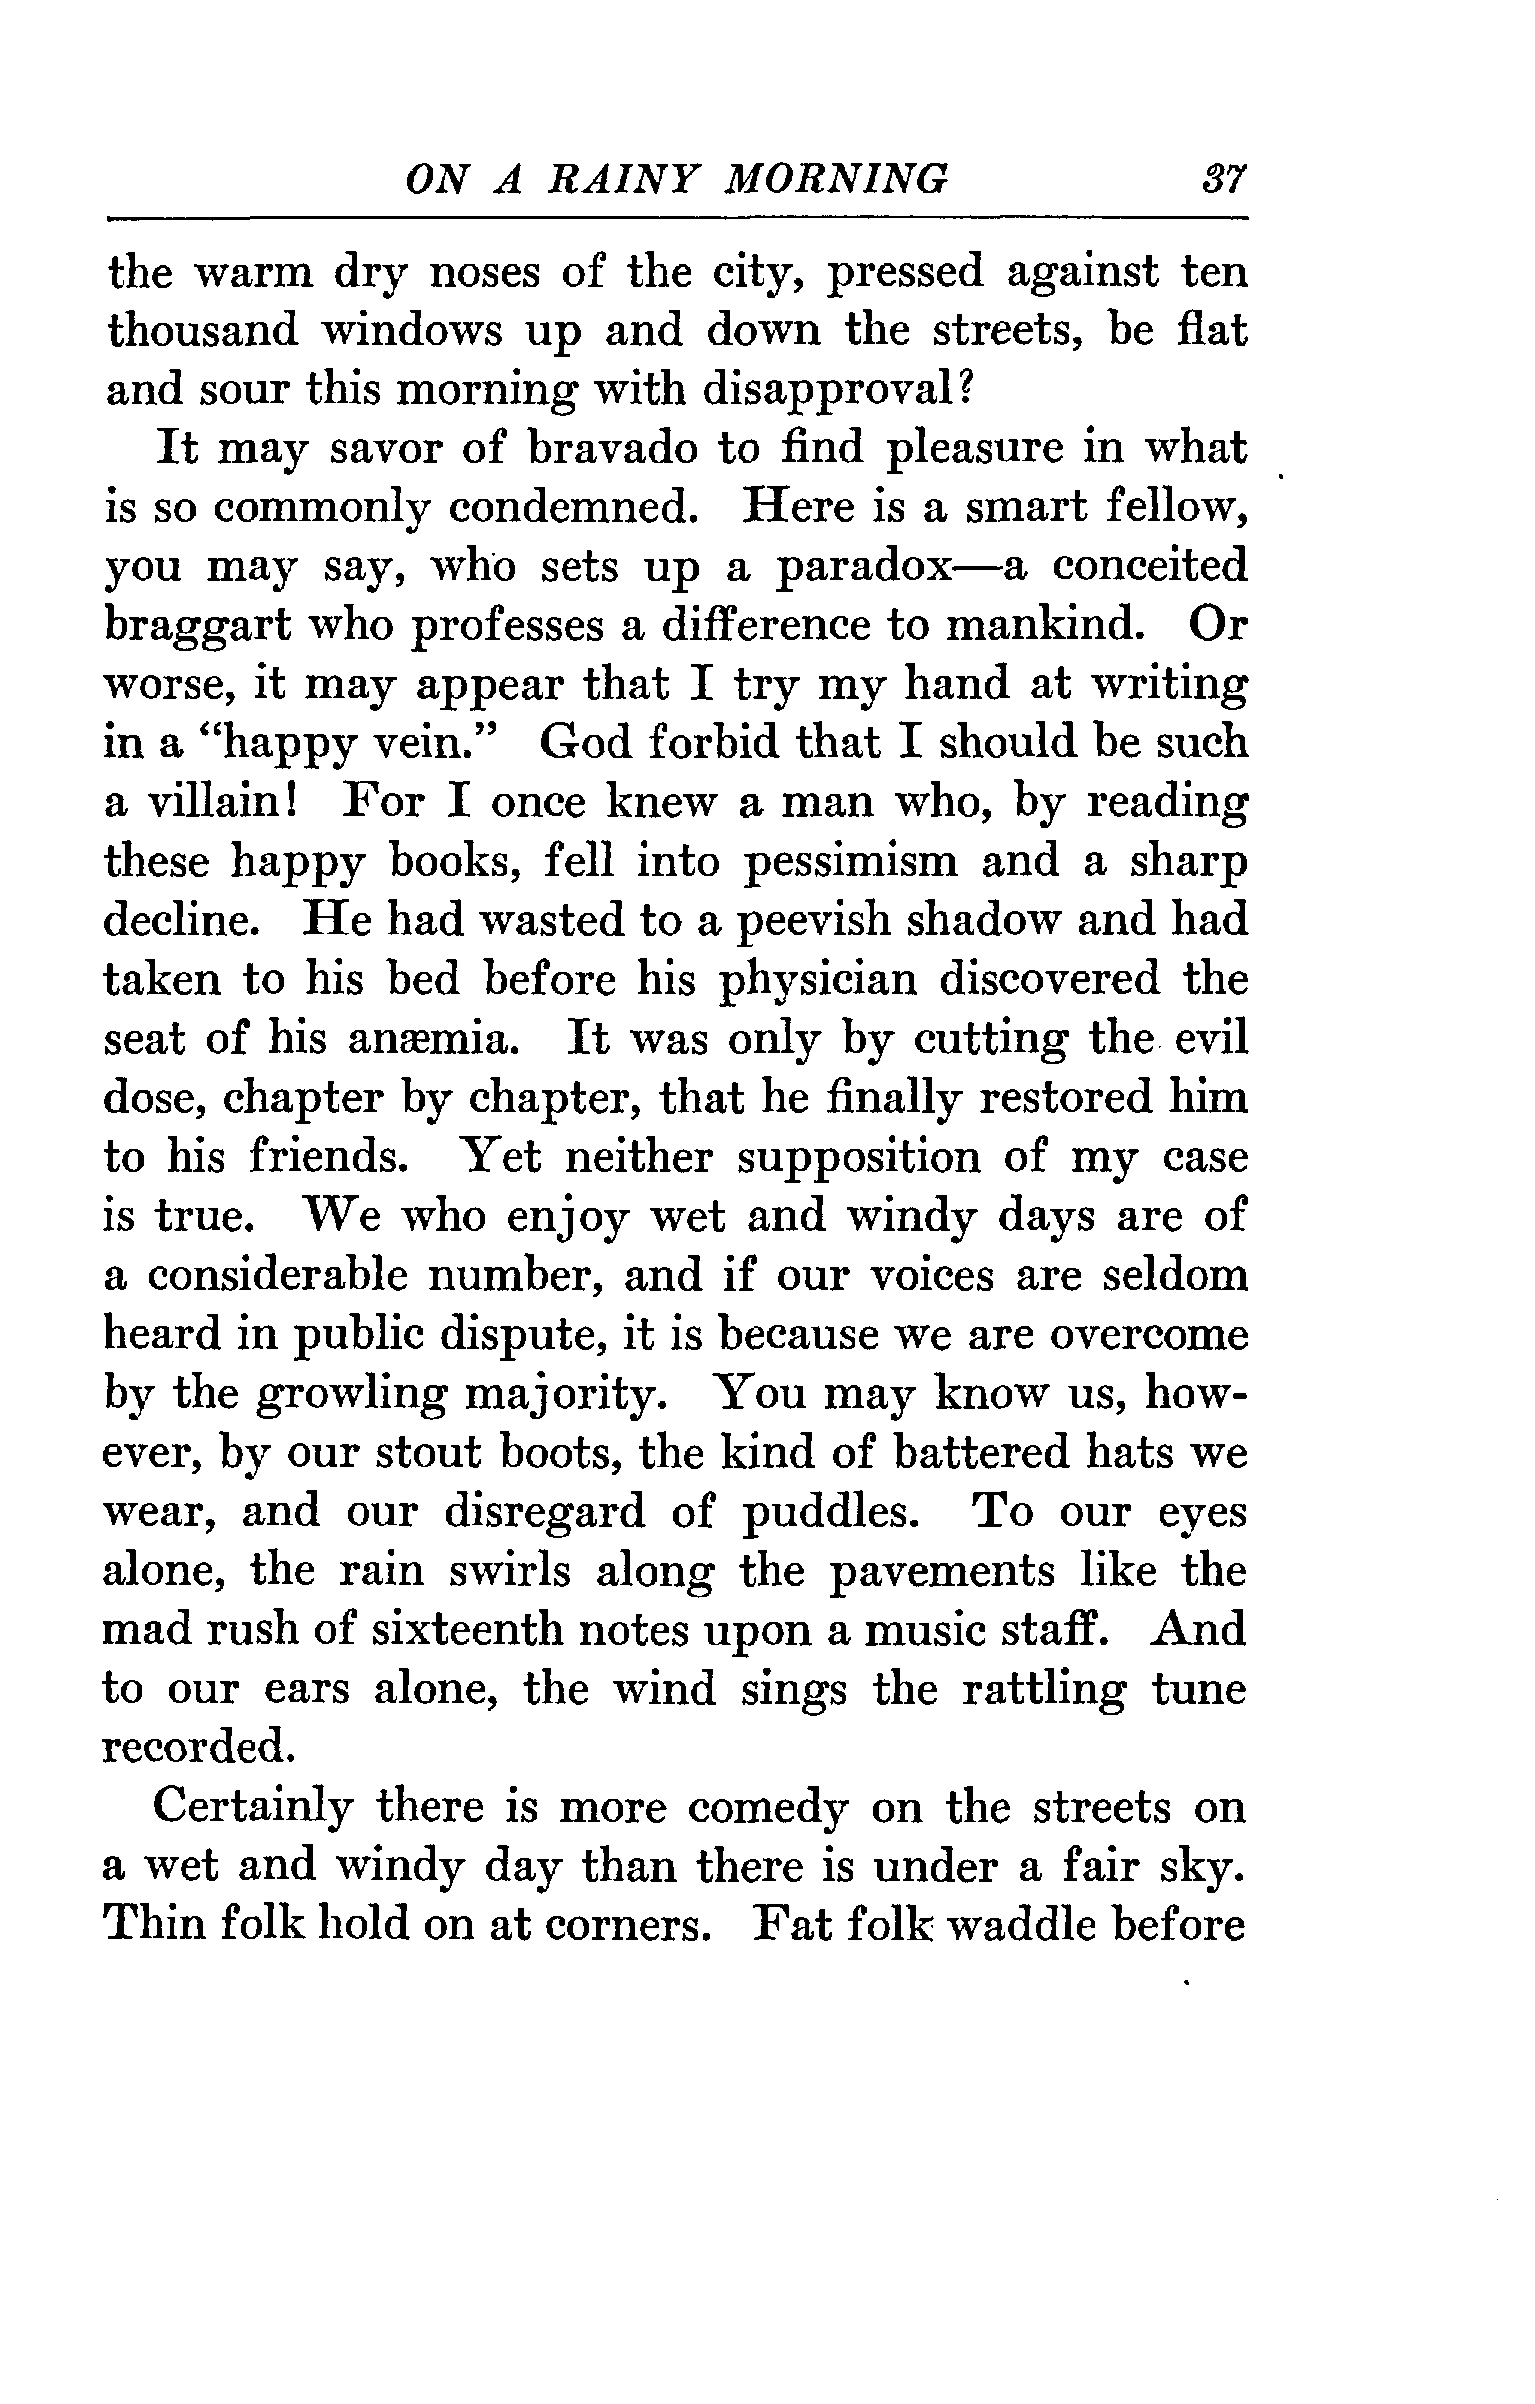 ON A RAINY MORNING 37
the warm dry noses of the city, pressed against ten
thousand windows up and down the streets, be flat
and sour this morning with disapproval?
It may savor of bravado to find pleasure in what
is so commonly condemned. Here is a smart fellow,
you may say, who sets up a paradox—a conceited
braggart who professes a difference to mankind. Or
worse, it may appear that I try my hand at writing
in a “happy vein.” God forbid that I should be such
a villain! For I once knew a man who, by reading
these happy books, fell into pessimism and a sharp
decline. He had wasted to a peevish shadow and had
taken to his bed before his physician discovered the
seat of his anæmia. It was only by cutting the evil
dose, chapter by chapter, that he finally restored him
to his friends. Yet neither supposition of my case
is true. We who enjoy wet and windy days are of
a considerable number, and if our voices are seldom
heard in public dispute, it is because we are overcome
by the growling majority. You may know us, how-
ever, by our stout boots, the kind of battered hats we
wear, and our disregard of puddles. To our eyes
alone, the rain swirls along the pavements like the
mad rush of sixteenth notes upon a music staff. And
to our ears alone, the wind sings the rattling tune
recorded.
Certainly there is more comedy on the streets on
a wet and windy day than there is under a fair sky.
Thin folk hold on at corners. Fat folk waddle before